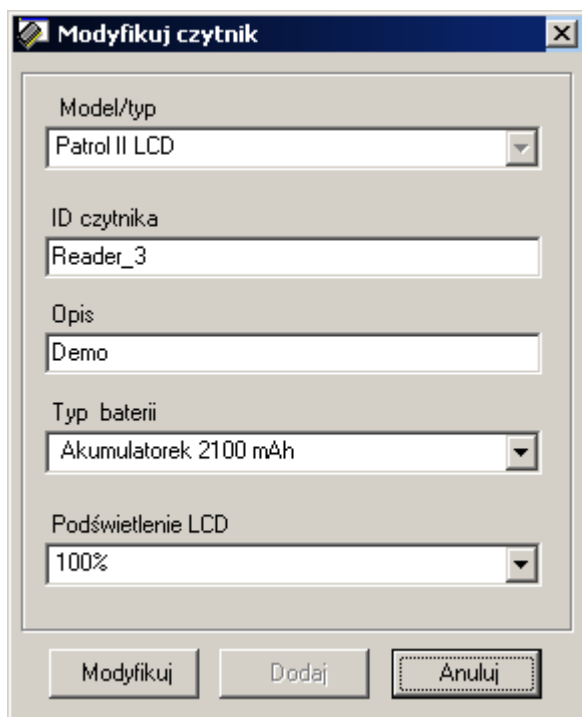 Modyfikuj czytnik
Model/typ
Patrol II LCD
ID czytnika
Reader_3
Opis
Demo
Typ baterii
Akumulatorek 2100 mAh
Podświetlenie LCD
100%
Modyfikuj Dodaj Anuluj